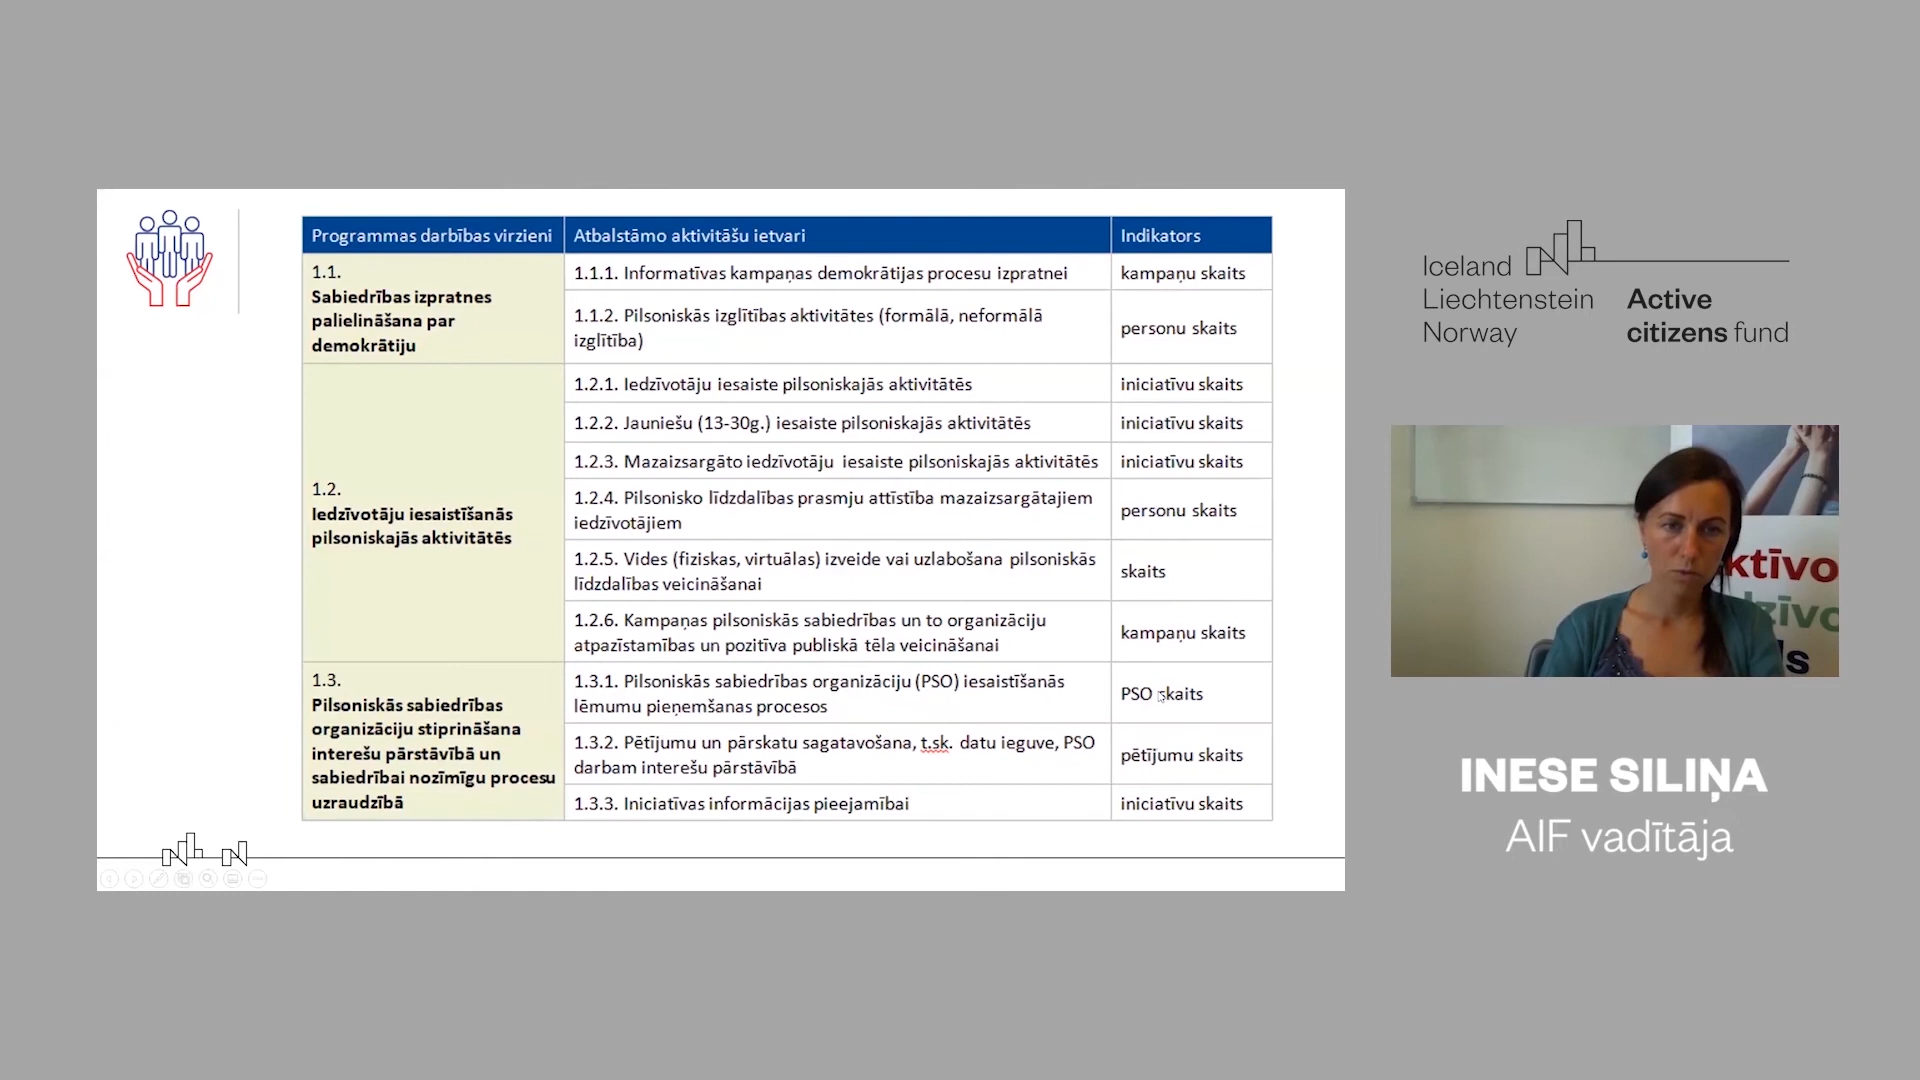 Programmas darbības virzieni
Atbalstāmo aktivitāšu ietvari
Indikators
1.1.
Sabiedrības izpratnes
palielināšana par
demokrātiju
1.1.1. Informatīvas kampaņas demokrātijas procesu izpratnei
kampaņu skaits
1.1.2. Pilsoniskās izglītības aktivitātes (formālā, neformālā
izglītība)
personu skaits
1.2.
Iedzīvotāju iesaistīšanās
pilsoniskajās aktivitātēs
1.2.1. Iedzīvotāju iesaiste pilsoniskajās aktivitātēs
iniciatīvu skaits
1.2.2. Jauniešu (13-30g.) iesaiste pilsoniskajās aktivitātēs
iniciatīvu skaits
1.2.3. Mazaizsargāto iedzīvotāju iesaiste pilsoniskajās aktivitātēs
iniciatīvu skaits
1.2.4. Pilsonisko līdzdalības prasmju attīstība mazaizsargātajiem
iedzīvotājiem
personu skaits
1.2.5. Vides (fiziskas, virtuālas) izveide vai uzlabošana pilsoniskās
līdzdalības veicināšanai
skaits
1.2.6. Kampaņas pilsoniskās sabiedrības un to organizāciju
atpazīstamības un pozitīva publiskā tēla veicināšanai
kampaņu skaits
1.3.
Pilsoniskās sabiedrības
organizāciju stiprināšana
interešu pārstāvībā un
sabiedrībai nozīmīgu procesu
uzraudzībā
1.3.1. Pilsoniskās sabiedrības organizāciju (PSO) iesaistīšanās
lēmumu pieņemšanas procesos
PSO skaits
1.3.2. Pētījumu un pārskatu sagatavošana, t.sk. datu ieguve, PSO
darbam interešu pārstāvībā
pētījumu skaits
1.3.3. Iniciatīvas informācijas pieejamībai
iniciatīvu skaits
Iceland
Liechtenstein
Norway
Active
citizens fund
ktīvo
dzīvo
ds
INESE SILIŅA
AIF vadītāja